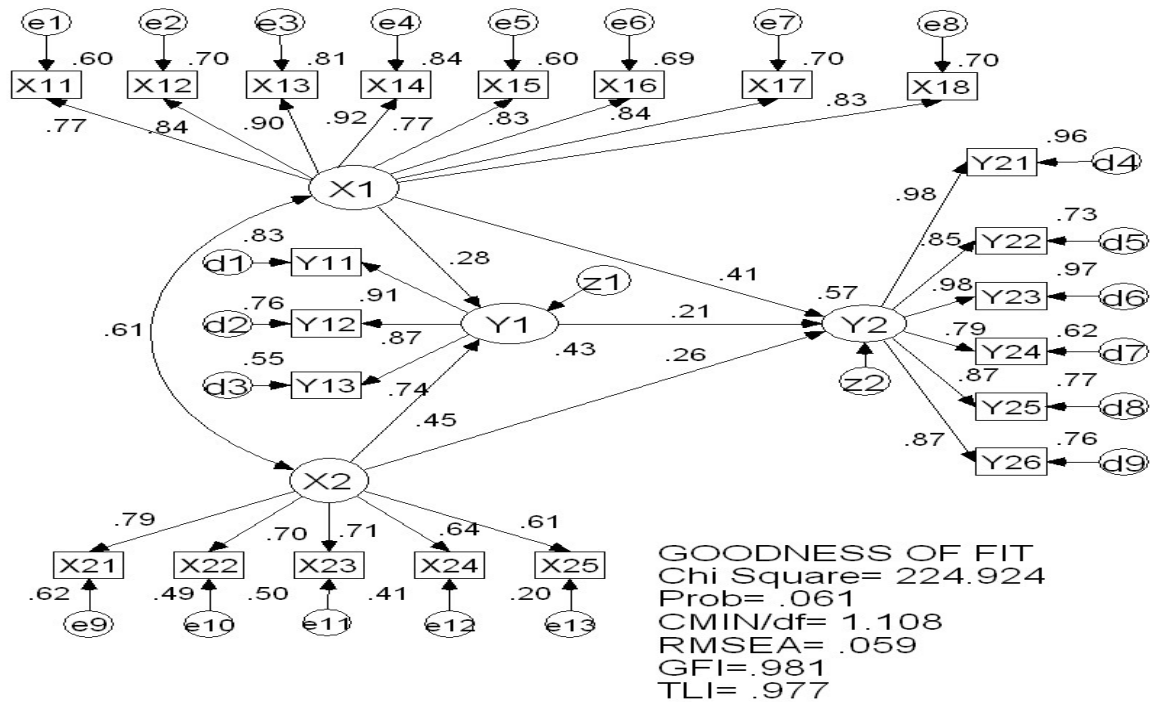 e1 e2 e3 e4 e5 e6 e7 e8
.60 .70 .81 .84 .60 .69 .70 .70
X11 X12 X13 X14 X15 X16 X17 X18
.77 .84 .90 .92 .77 .83 .84 .83
X1
.96
Y21 d4
.98
.73
.83
d1 Y11 .28 .41 .85 Y22 d5
.91 z1 .57 .98 .97
Y23 d6
.61 .76
d2 Y12 .87 Y1 .21 Y2 .79 .62
.43 Y24 d7
.55 .26
d3 Y13 .74 z2 .87 .77
Y25 d8
.45 .87 .76
Y26 d9
X2
.79 .70 .71 .64 .61
X21 X22 X23 X24 X25
.62 .49 .50 .41 .20
e9 e10 e11 e12 e13
GOODNESS OF FIT
Chi Square= 224.924
Prob= .061
CMIN/df= 1.108
RMSEA= .059
GFI=.981
TLI= .977